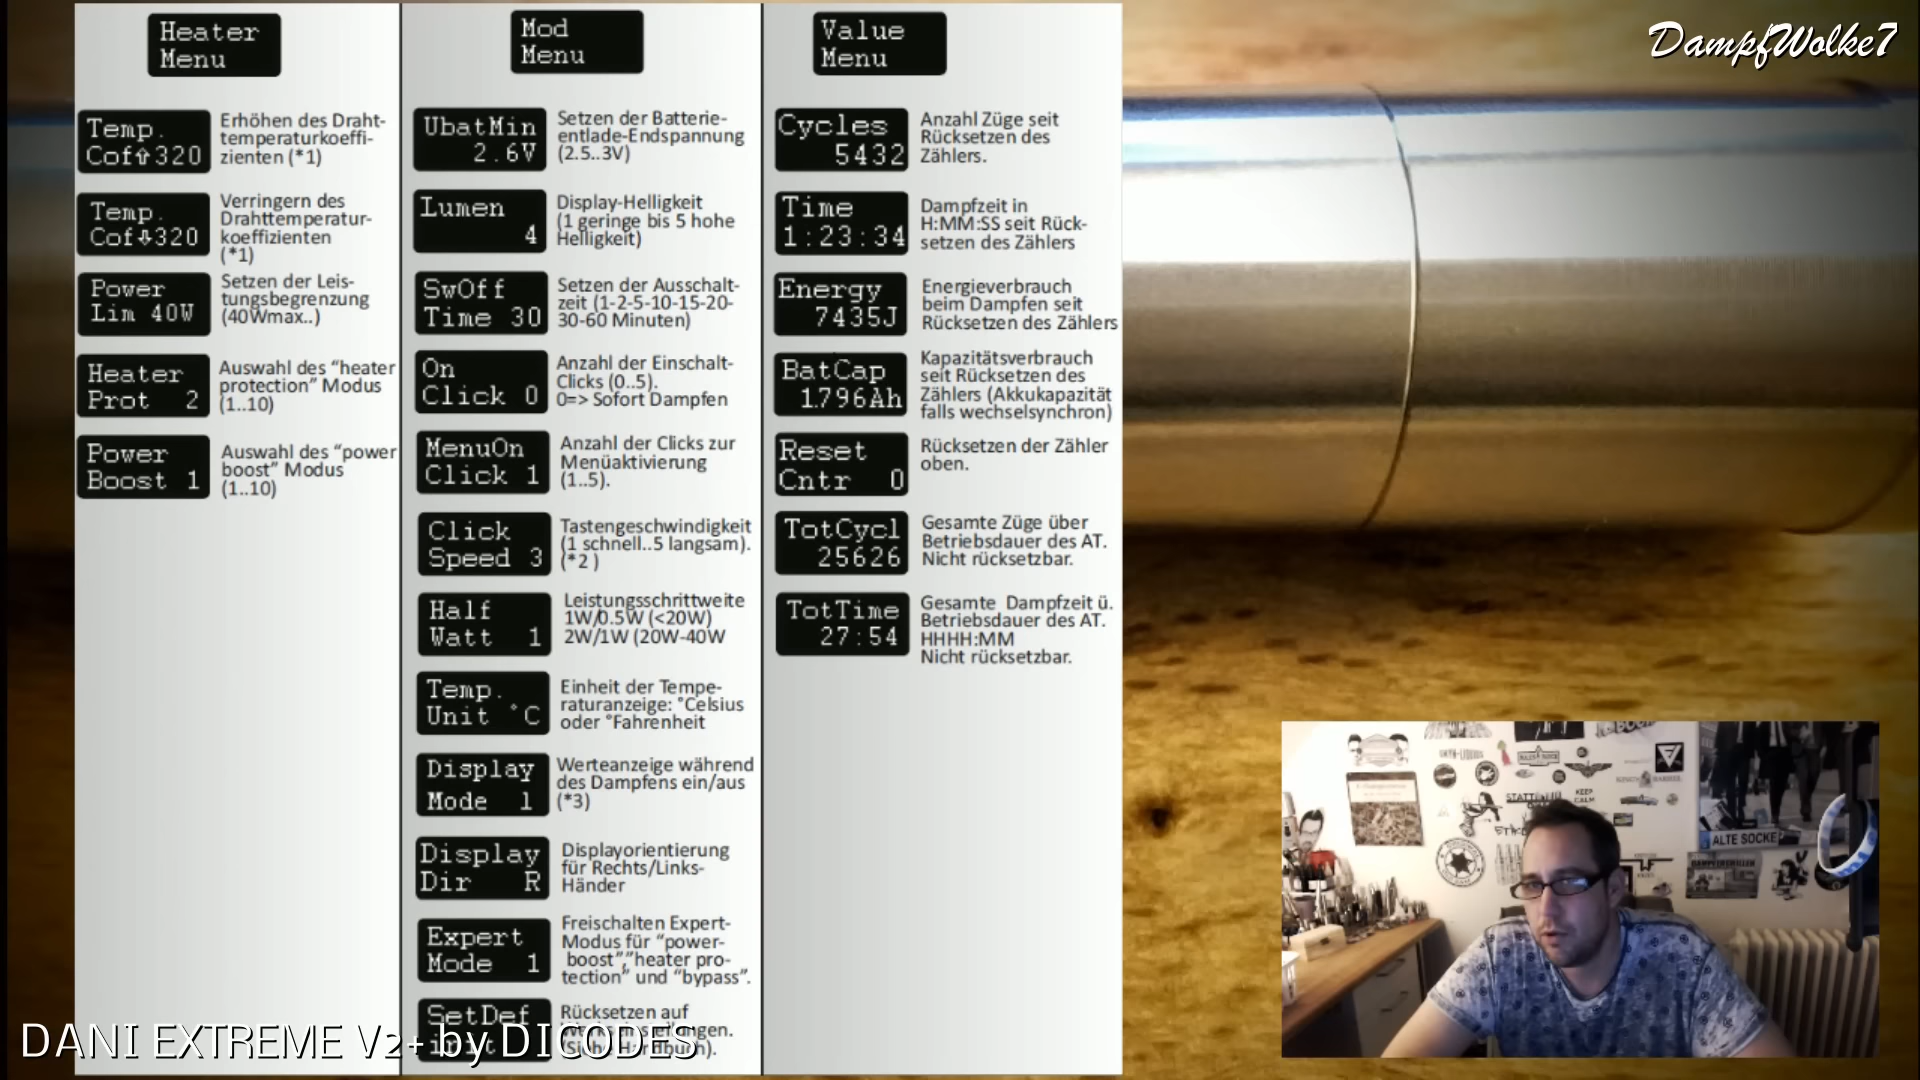 Heater
Menu
Temp.
Cof⇧320
Erhöhen des Draht-
temperaturkoeffi-
zienten (*1)
Temp.
Cof⇩320
Verringern des
Drahttemperatur-
koeffizienten
(*1)
Power
Lim 40W
Setzen der Leis-
tungsbegrenzung
(40Wmax..)
Heater
Prot 2
Auswahl des “heater
protection” Modus
(1..10)
Power
Boost 1
Auswahl des “power
boost” Modus
(1..10)
Mod
Menu
UbatMin
2.6V
Setzen der Batterie-
entlade-Endspannung
(2.5..3V)
Lumen
4
Display-Helligkeit
(1 geringe bis 5 hohe
Helligkeit)
SwOff
Time 30
Setzen der Ausschalt-
zeit (1-2-5-10-15-20-
30-60 Minuten)
On
Click 0
Anzahl der Einschalt-
Clicks (0..5).
0=> Sofort Dampfen
MenuOn
Click 1
Anzahl der Clicks zur
Menüaktivierung
(1..5).
Click
Speed 3
Tastengeschwindigkeit
(1 schnell..5 langsam).
(*2 )
Half
Watt 1
Leistungsschrittweite
1W/0.5W (<20W)
2W/1W (20W-40W
Temp.
Unit °C
Einheit der Tempe-
raturanzeige: °Celsius
oder °Fahrenheit
Display
Mode 1
Werteanzeige während
des Dampfens ein/aus
(*3)
Display
Dir R
Displayorientierung
für Rechts/Links-
Händer
Expert
Mode 1
Freischalten Expert-
Modus für “power-
boost”,“heater pro-
tection” und “bypass”.
SetDef
Rücksetzen auf
Value
Menu
Cycles
5432
Anzahl Züge seit
Rücksetzen des
Zählers.
Time
1:23:34
Dampfzeit in
H:MM:SS seit Rück-
setzen des Zählers
Energy
7435J
Energieverbrauch
beim Dampfen seit
Rücksetzen des Zählers
BatCap
1.796Ah
Kapazitätsverbrauch
seit Rücksetzen des
Zählers (Akkukapazität
falls wechselsynchron)
Reset
Cntr 0
Rücksetzen der Zähler
oben.
TotCycl
25626
Gesamte Züge über
Betriebsdauer des AT.
Nicht rücksetzbar.
TotTime
27:54
Gesamte Dampfzeit ü.
Betriebsdauer des AT.
HHHH:MM
Nicht rücksetzbar.
DampfWolke7
KEEP
CALM
ALTE SOCKE
DANI EXTREME V2+ by DICODES